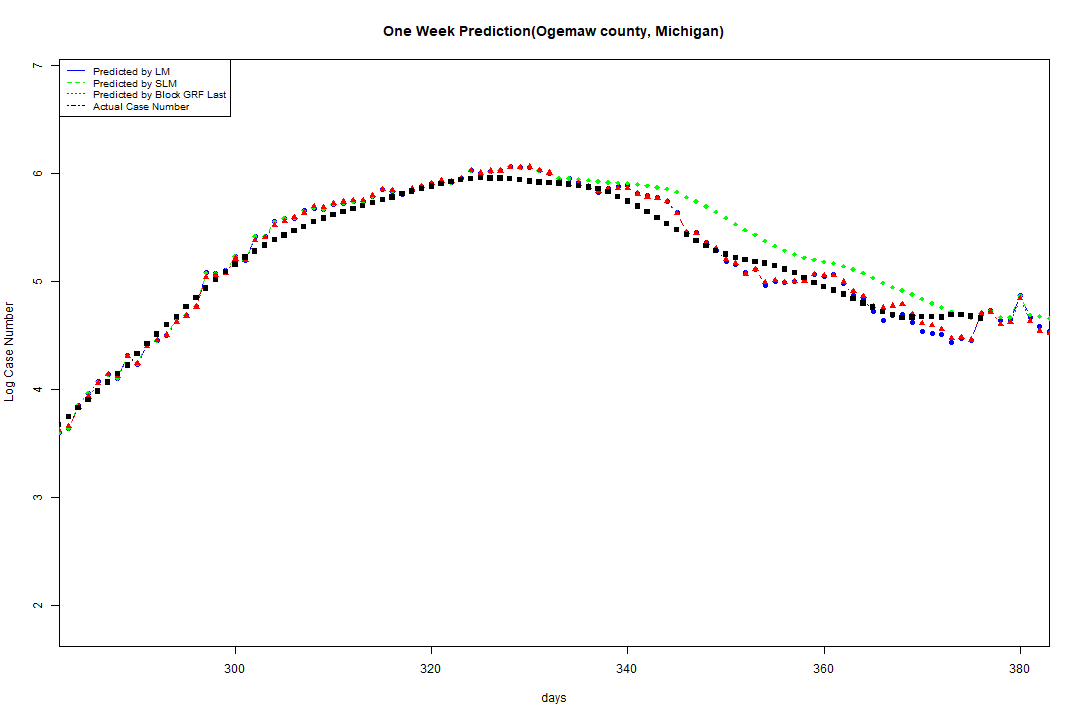 One Week Prediction(Ogemaw county, Michigan)
Predicted by LM
Predicted by SLM
Predicted by Block GRF Last
Actual Case Number
7
6
5
4
3
2
Log Case Number
300 320 340 360 380
days